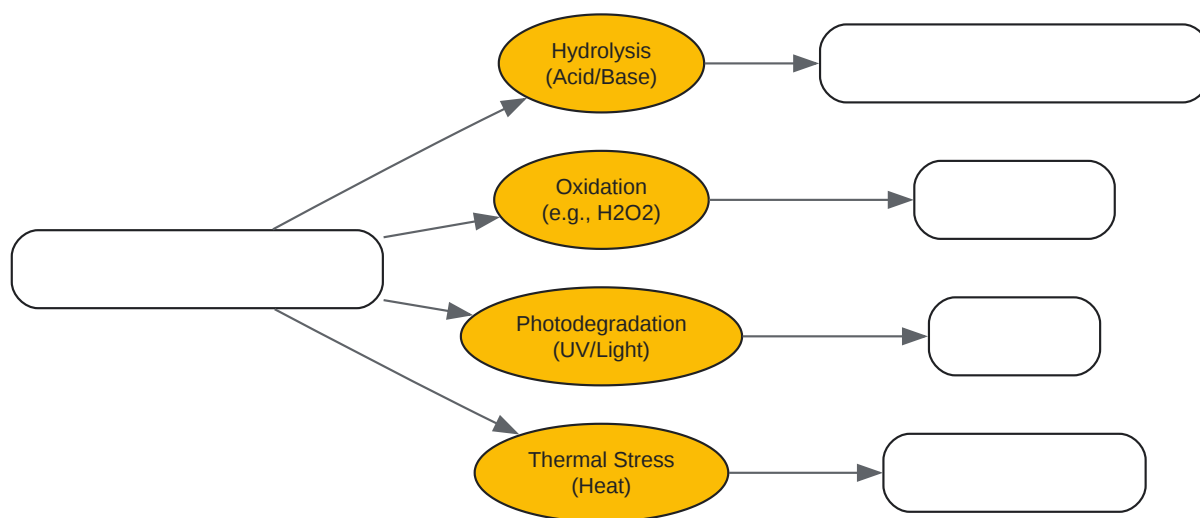 Hydrolysis
(Acid/Base)
Oxidation
(e.g., H2O2)
Photodegradation
(UV/Light)
Thermal Stress
(Heat)